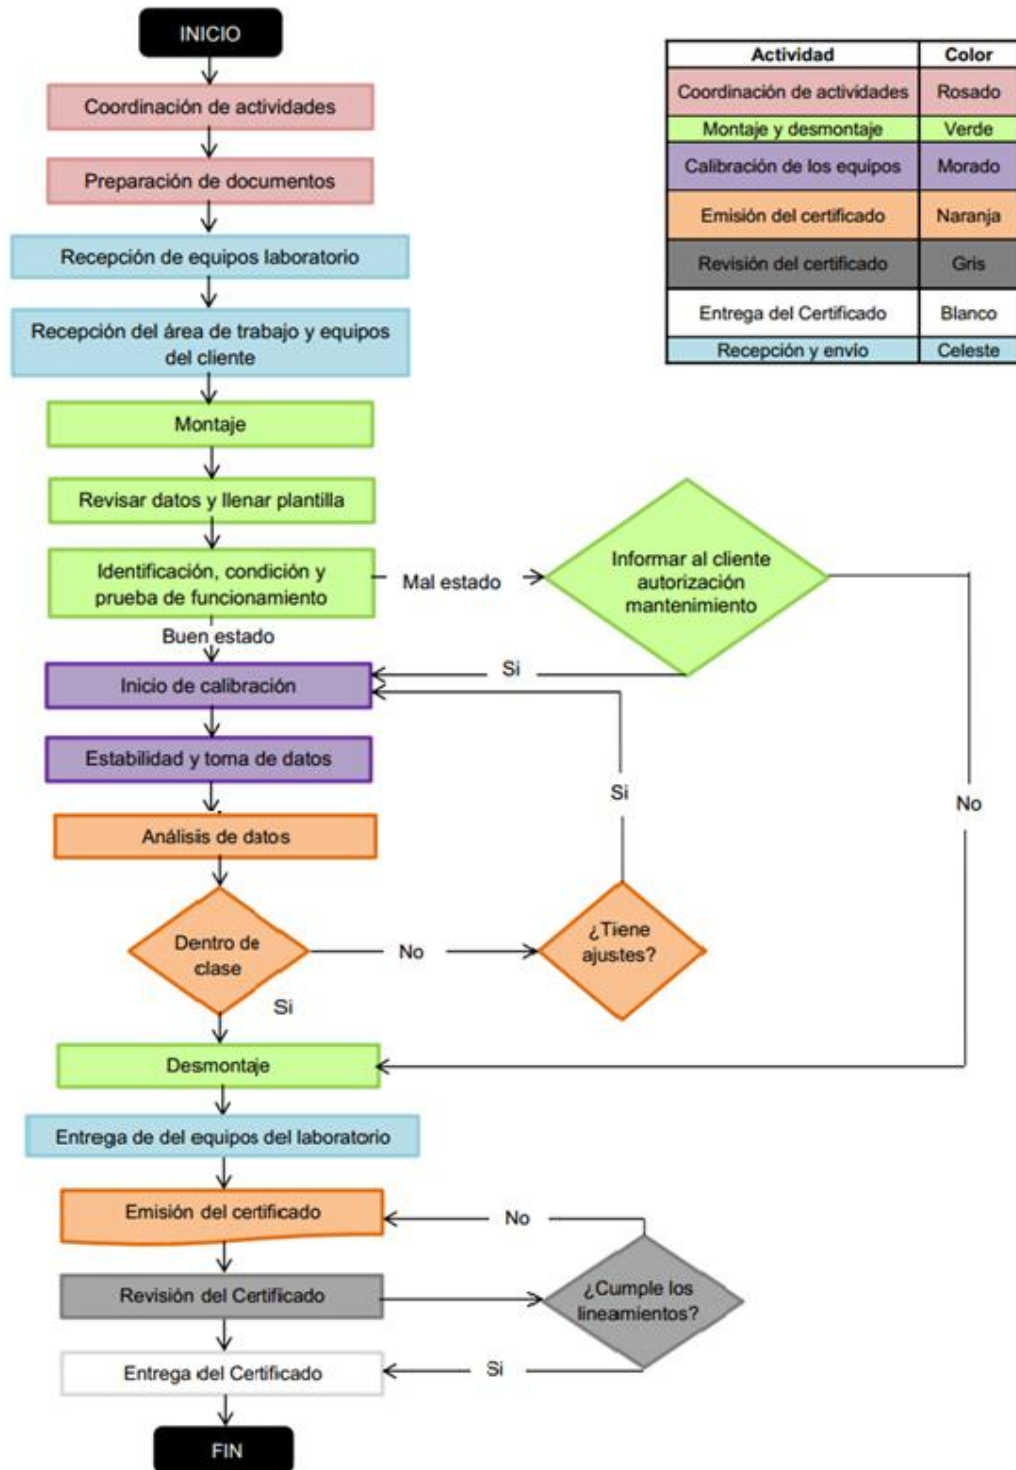 INICIO
Coordinación de actividades
Preparación de documentos
Recepción de equipos laboratorio
Recepción del área de trabajo y equipos
del cliente
Montaje
Revisar datos y llenar plantilla
Identificación, condición y
prueba de funcionamiento
Mal estado
Informar al cliente
autorización
mantenimiento
Buen estado
Si
No
Inicio de calibración
Estabilidad y toma de datos
Si
Análisis de datos
Dentro de
clase
No
¿Tiene
ajustes?
Si
Desmontaje
Entrega de del equipos del laboratorio
Emisión del certificado
No
Revisión del Certificado
¿Cumple los
lineamientos?
Si
Entrega del Certificado
FIN
Actividad Color
Coordinación de actividades Rosado
Montaje y desmontaje Verde
Calibración de los equipos Morado
Emisión del certificado Naranja
Revisión del certificado Gris
Entrega del Certificado Blanco
Recepción y envío Celeste